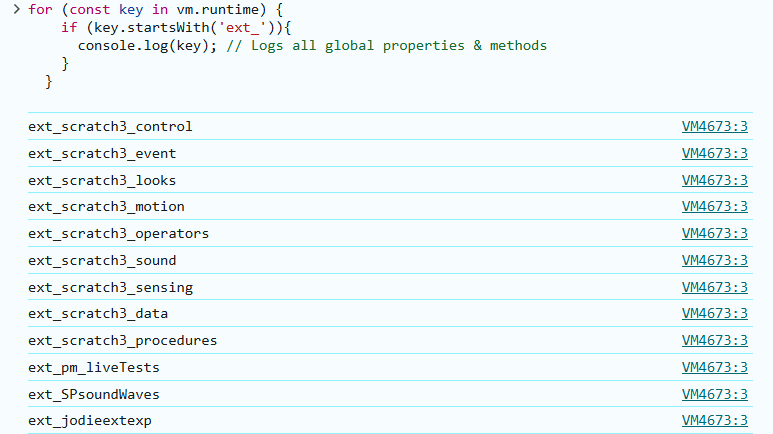 > for (const key in vm.runtime) {
if (key.startsWith('ext_')){
console.log(key); // Logs all global properties & methods
}
}
ext_scratch3_control VM4673:3
ext_scratch3_event VM4673:3
ext_scratch3_looks VM4673:3
ext_scratch3_motion VM4673:3
ext_scratch3_operators VM4673:3
ext_scratch3_sound VM4673:3
ext_scratch3_sensing VM4673:3
ext_scratch3_data VM4673:3
ext_scratch3_procedures VM4673:3
ext_pm_liveTests VM4673:3
ext_SPsoundWaves VM4673:3
ext_jodieextexp VM4673:3